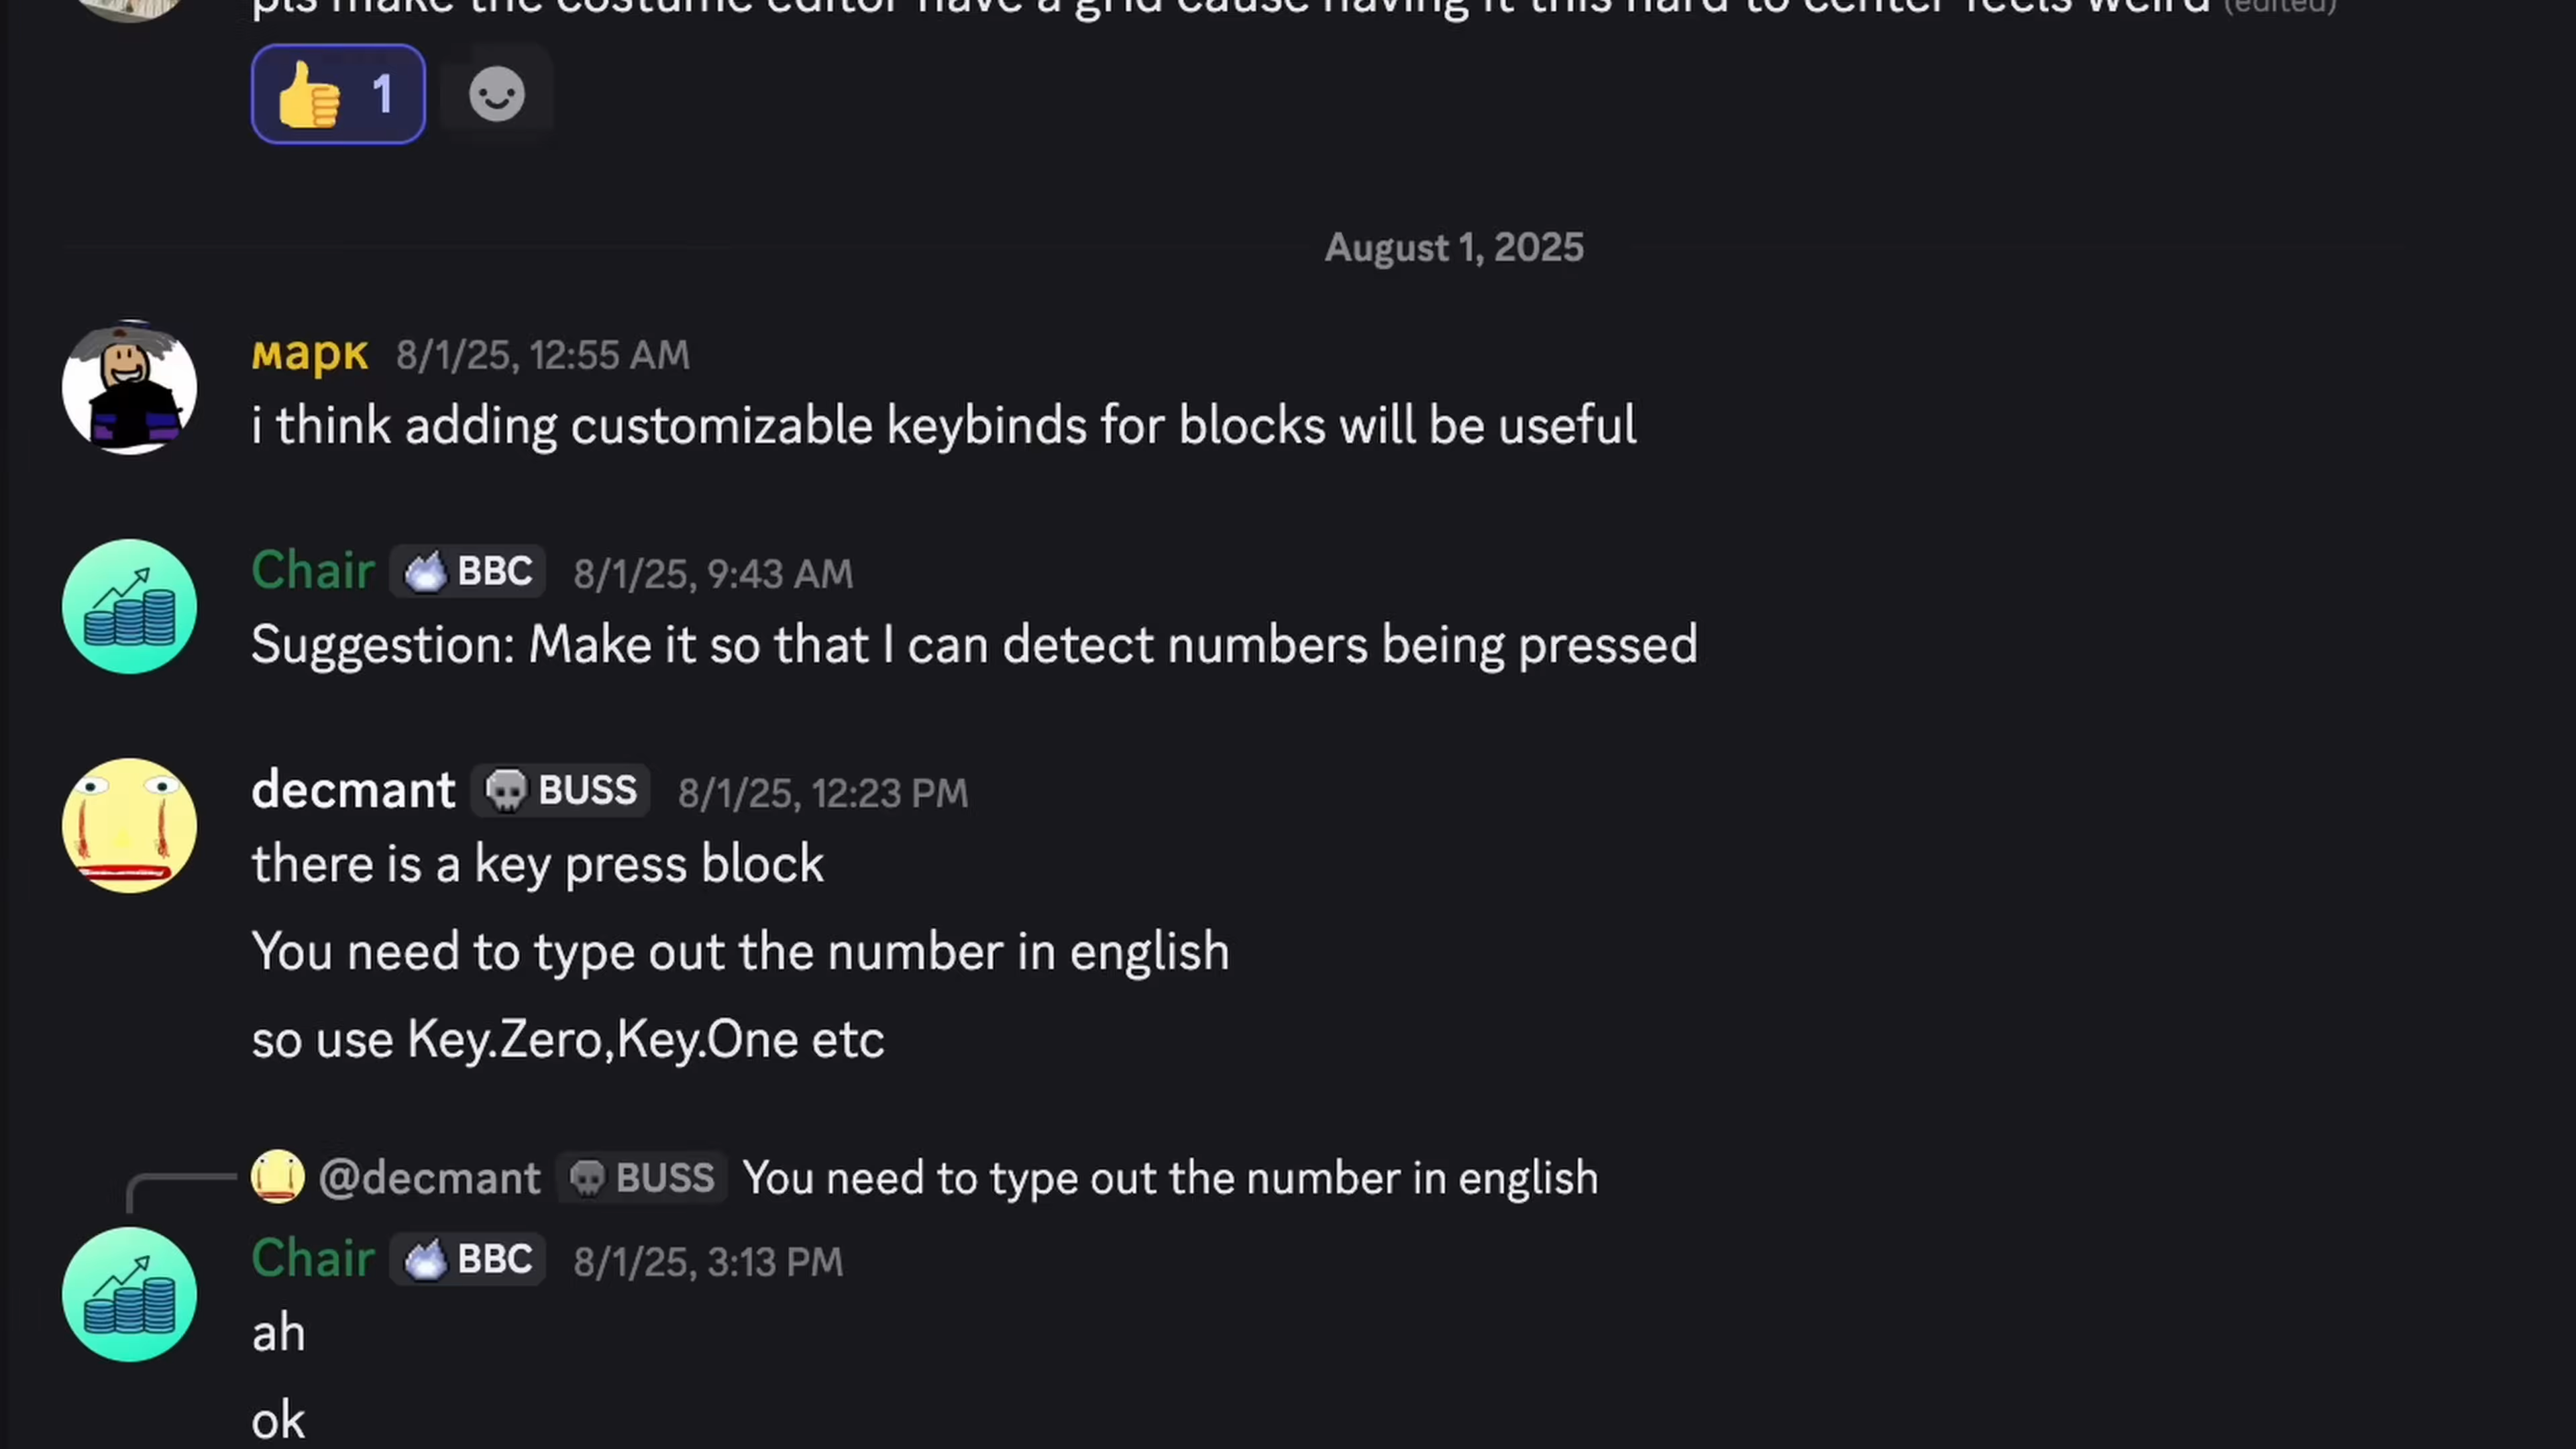 pls make the costume editor have a grid cause having it this hard to center feels weird (edited)
👍 1
August 1, 2025
марк 8/1/25, 12:55 AM
i think adding customizable keybinds for blocks will be useful
Chair BBC 8/1/25, 9:43 AM
Suggestion: Make it so that I can detect numbers being pressed
decmant BUSS 8/1/25, 12:23 PM
there is a key press block
You need to type out the number in english
so use Key.Zero,Key.One etc
@decmant BUSS You need to type out the number in english
Chair BBC 8/1/25, 3:13 PM
ah
ok